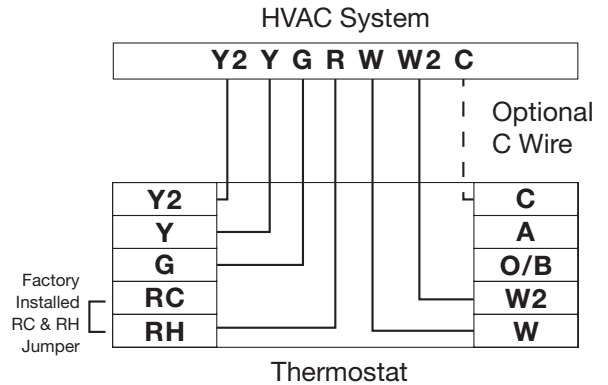 HVAC System
Y2 Y G R W W2 C
Optional
C Wire
Y2
Y
G
RC
RH
Factory
Installed
RC & RH
Jumper
C
A
O/B
W2
W
Thermostat